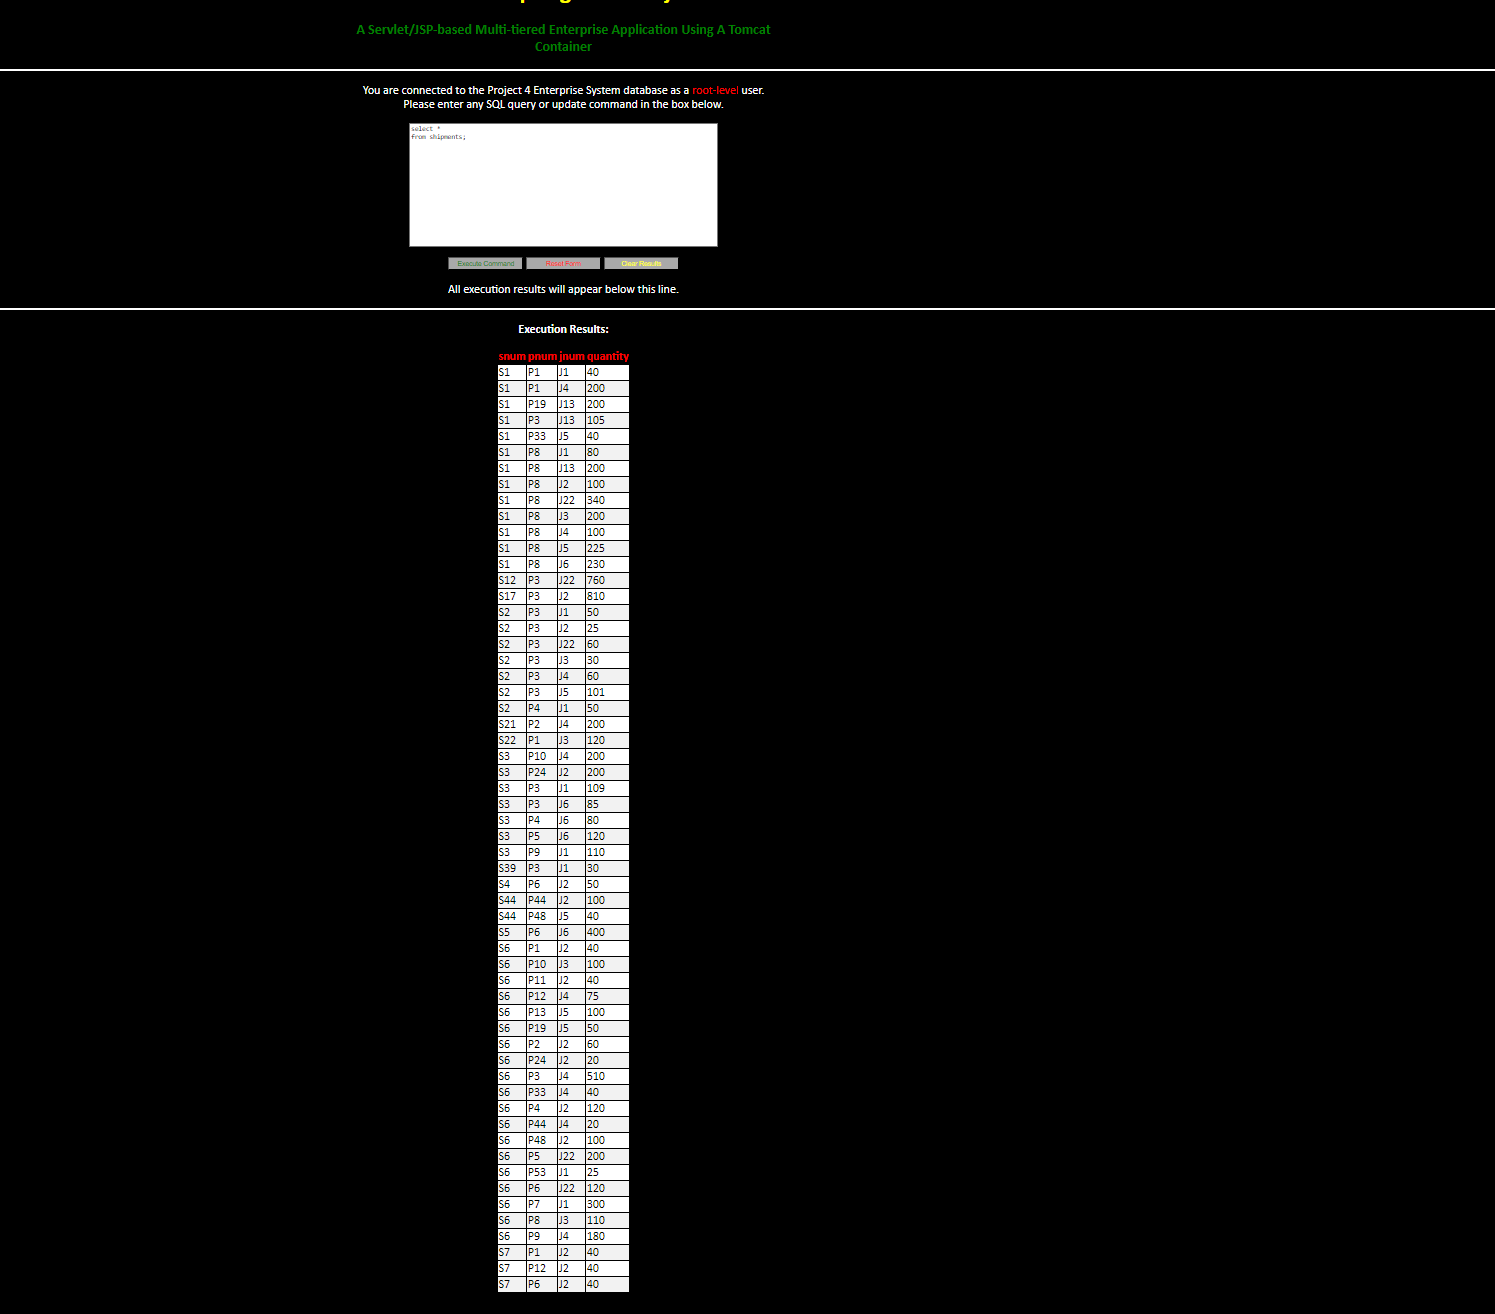 A Servlet/JSP-based Multi-tiered Enterprise Application Using A Tomcat
Container
You are connected to the Project 4 Enterprise System database as a root-level user.
Please enter any SQL query or update command in the box below.
select *
from shipments;
Execute Command Reset Form Clear Results
All execution results will appear below this line.
Execution Results:
snum pnum jnum quantity
S1 P1 J1 40
S1 P1 J4 200
S1 P19 J13 200
S1 P3 J13 105
S1 P33 J5 40
S1 P8 J1 80
S1 P8 J13 200
S1 P8 J2 100
S1 P8 J22 340
S1 P8 J3 200
S1 P8 J4 100
S1 P8 J5 225
S1 P8 J6 230
S12 P3 J22 760
S17 P3 J2 810
S2 P3 J1 50
S2 P3 J2 25
S2 P3 J22 60
S2 P3 J3 30
S2 P3 J4 60
S2 P3 J5 101
S2 P4 J1 50
S21 P2 J4 200
S22 P1 J3 120
S3 P10 J4 200
S3 P24 J2 200
S3 P3 J1 109
S3 P3 J6 85
S3 P4 J6 80
S3 P5 J6 120
S3 P9 J1 110
S39 P3 J1 30
S4 P6 J2 50
S44 P44 J2 100
S44 P48 J5 40
S5 P6 J6 400
S6 P1 J2 40
S6 P10 J3 100
S6 P11 J2 40
S6 P12 J4 75
S6 P13 J5 100
S6 P19 J5 50
S6 P2 J2 60
S6 P24 J2 20
S6 P3 J4 510
S6 P33 J4 40
S6 P4 J2 120
S6 P44 J4 20
S6 P48 J2 100
S6 P5 J22 200
S6 P53 J1 25
S6 P6 J22 120
S6 P7 J1 300
S6 P8 J3 110
S6 P9 J4 180
S7 P1 J2 40
S7 P12 J2 40
S7 P6 J2 40